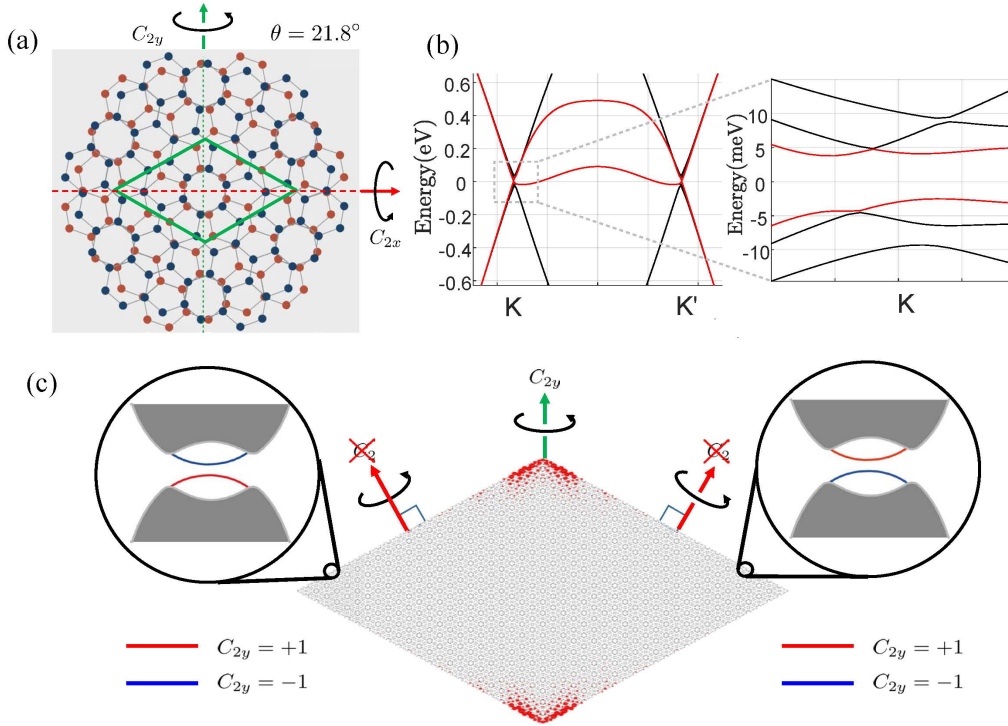 (a)
C2y
θ = 21.8°
C2x
(b)
Energy(eV)
0.6
0.4
0.2
0
-0.2
-0.4
-0.6
K
K'
Energy(meV)
10
5
0
-5
-10
K
(c)
C2y
C2
C2
C2y = +1
C2y = −1
C2y = +1
C2y = −1